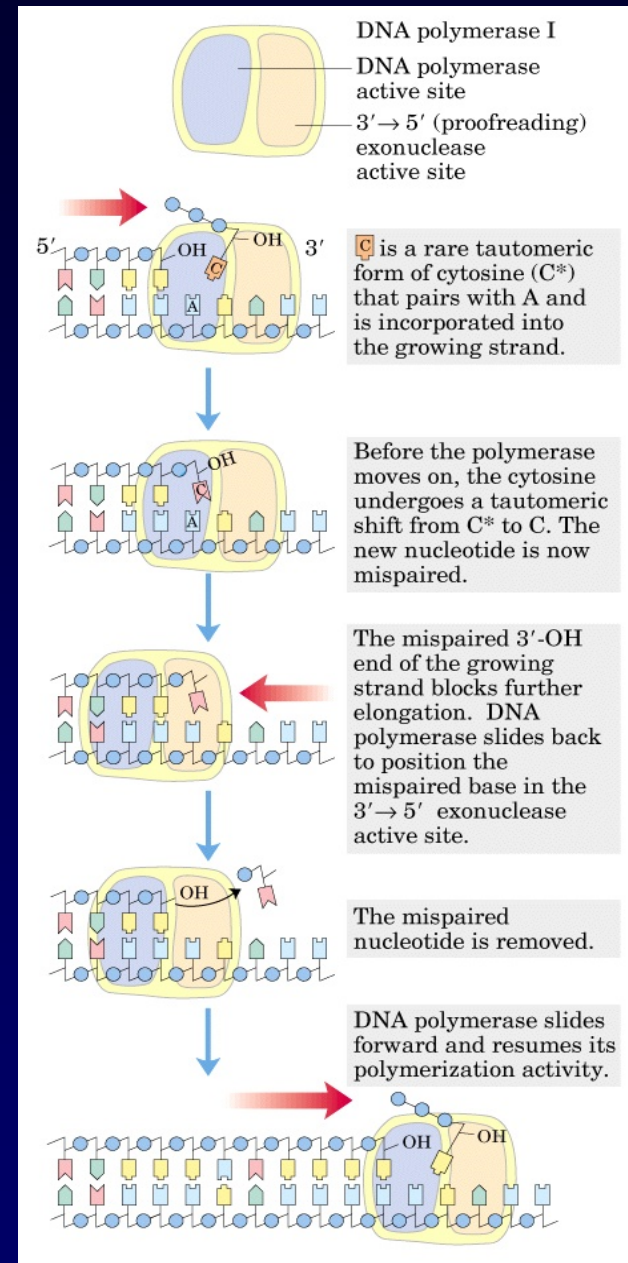 DNA polymerase I
DNA polymerase
active site
3′→ 5′ (proofreading)
exonuclease
active site
5′
OH
OH
3′
C
A
C is a rare tautomeric
form of cytosine (C*)
that pairs with A and
is incorporated into
the growing strand.
OH
C
A
Before the polymerase
moves on, the cytosine
undergoes a tautomeric
shift from C* to C. The
new nucleotide is now
mispaired.
The mispaired 3′-OH
end of the growing
strand blocks further
elongation. DNA
polymerase slides back
to position the
mispaired base in the
3′→ 5′ exonuclease
active site.
OH
The mispaired
nucleotide is removed.
DNA polymerase slides
forward and resumes its
polymerization activity.
OH
OH